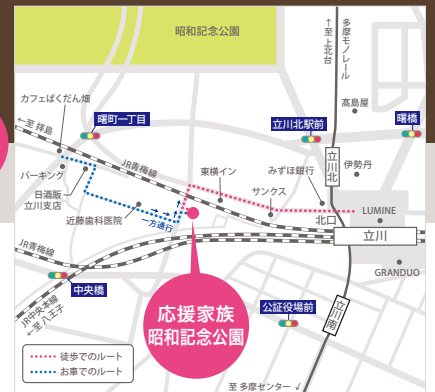 昭和記念公園
←至 上北台
多摩モノレール
カフェばくだん畑
曙町一丁目
立川北駅前
髙島屋
曙橋
←至 拝島
JR青梅線
パーキング
日酒販
立川支店
近藤歯科医院
一方通行
東横イン
サンクス
みずほ銀行
立川北
伊勢丹
北口
LUMINE
立川
GRANDUO
JR青梅線
中央橋
JR中央本線
←至 八王子
応援家族
昭和記念公園
公証役場前
立川南
徒歩でのルート
お車でのルート
至 多摩センター←